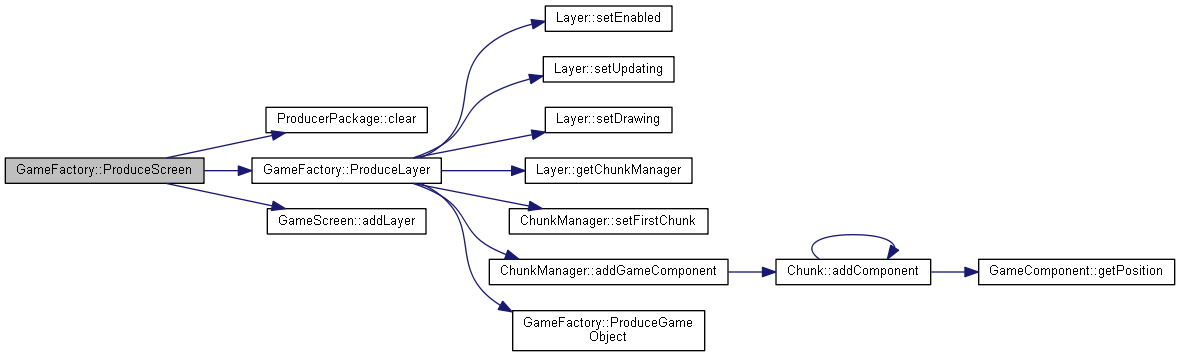 Layer::setEnabled
Layer::setUpdating
ProducerPackage::clear
Layer::setDrawing
GameFactory::ProduceScreen
GameFactory::ProduceLayer
Layer::getChunkManager
GameScreen::addLayer
ChunkManager::setFirstChunk
ChunkManager::addGameComponent
Chunk::addComponent
GameComponent::getPosition
GameFactory::ProduceGame
Object